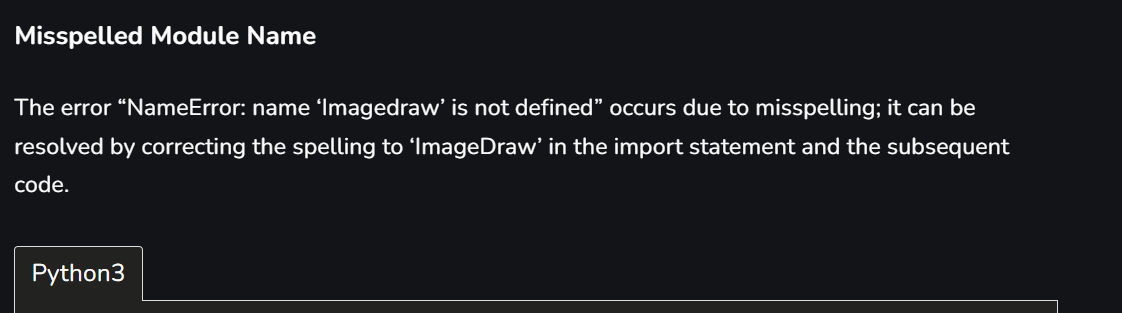 Misspelled Module Name
The error “NameError: name ‘Imagedraw’ is not defined” occurs due to misspelling; it can be
resolved by correcting the spelling to ‘ImageDraw’ in the import statement and the subsequent
code.
Python3